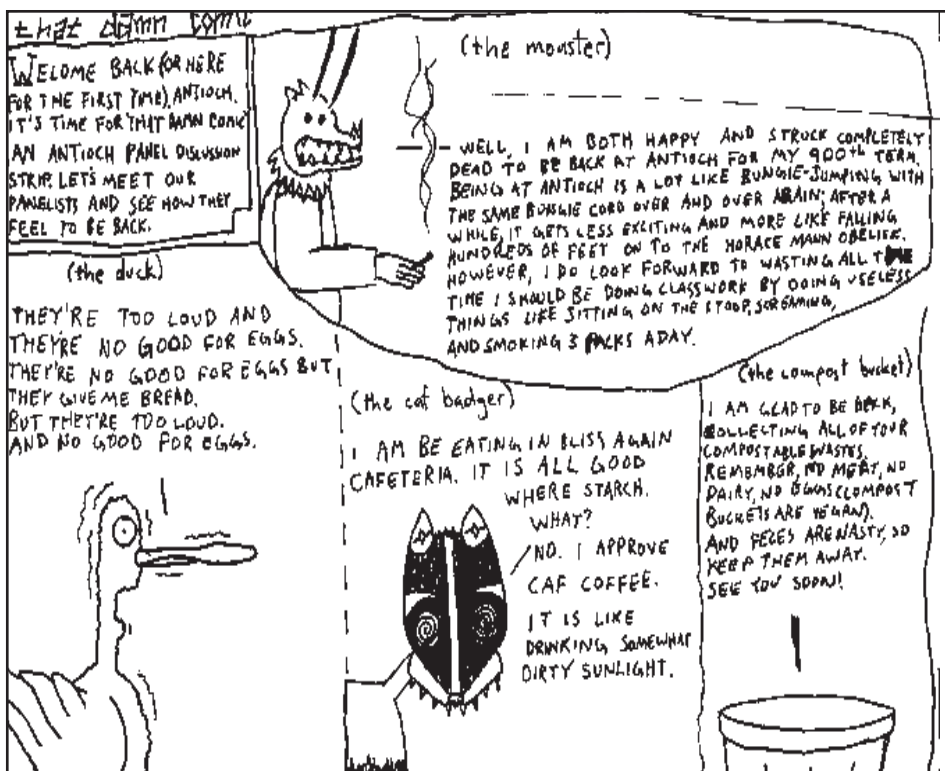 that damn comic
WELOME BACK (OR HERE
FOR THE FIRST TIME), ANTIOCH.
IT'S TIME FOR THAT DAMN COMIC
AN ANTIOCH PANEL DISCUSSION
STRIP. LET'S MEET OUR
PANELISTS AND SEE HOW THEY
FEEL TO BE BACK.
(the monster)
WELL, I AM BOTH HAPPY AND STRUCK COMPLETELY
DEAD TO BE BACK AT ANTIOCH FOR MY 900th TERM.
BEING AT ANTIOCH IS A LOT LIKE BUNGIE-JUMPING WITH
THE SAME BUNGIE CORD OVER AND OVER AGAIN; AFTER A
WHILE, IT GETS LESS EXCITING AND MORE LIKE FALLING
HUNDREDS OF FEET ON TO THE HORACE MANN OBELISK.
HOWEVER, I DO LOOK FORWARD TO WASTING ALL THE
TIME I SHOULD BE DOING CLASSWORK BY DOING USELESS
THINGS LIKE SITTING ON THE STOOP, SCREAMING,
AND SMOKING 3 PACKS A DAY.
(the duck)
THEY'RE TOO LOUD AND
THEY'RE NO GOOD FOR EGGS.
THEY'RE NO GOOD FOR EGGS BUT
THEY GIVE ME BREAD.
BUT THEY'RE TOO LOUD.
AND NO GOOD FOR EGGS.
(the cat badger)
I AM BE EATING IN BLISS AGAIN
CAFETERIA. IT IS ALL GOOD
WHERE STARCH.
WHAT?
NO. I APPROVE
CAF COFFEE.
IT IS LIKE
DRINKING SOMEWHAT
DIRTY SUNLIGHT.
(the compost bucket)
I AM GLAD TO BE BACK,
COLLECTING ALL OF YOUR
COMPOSTABLE WASTES.
REMEMBER, NO MEAT, NO
DAIRY, NO EGGS (COMPOST
BUCKETS ARE VEGAN).
AND FECES ARE NASTY, SO
KEEP THEM AWAY.
SEE YOU SOON!